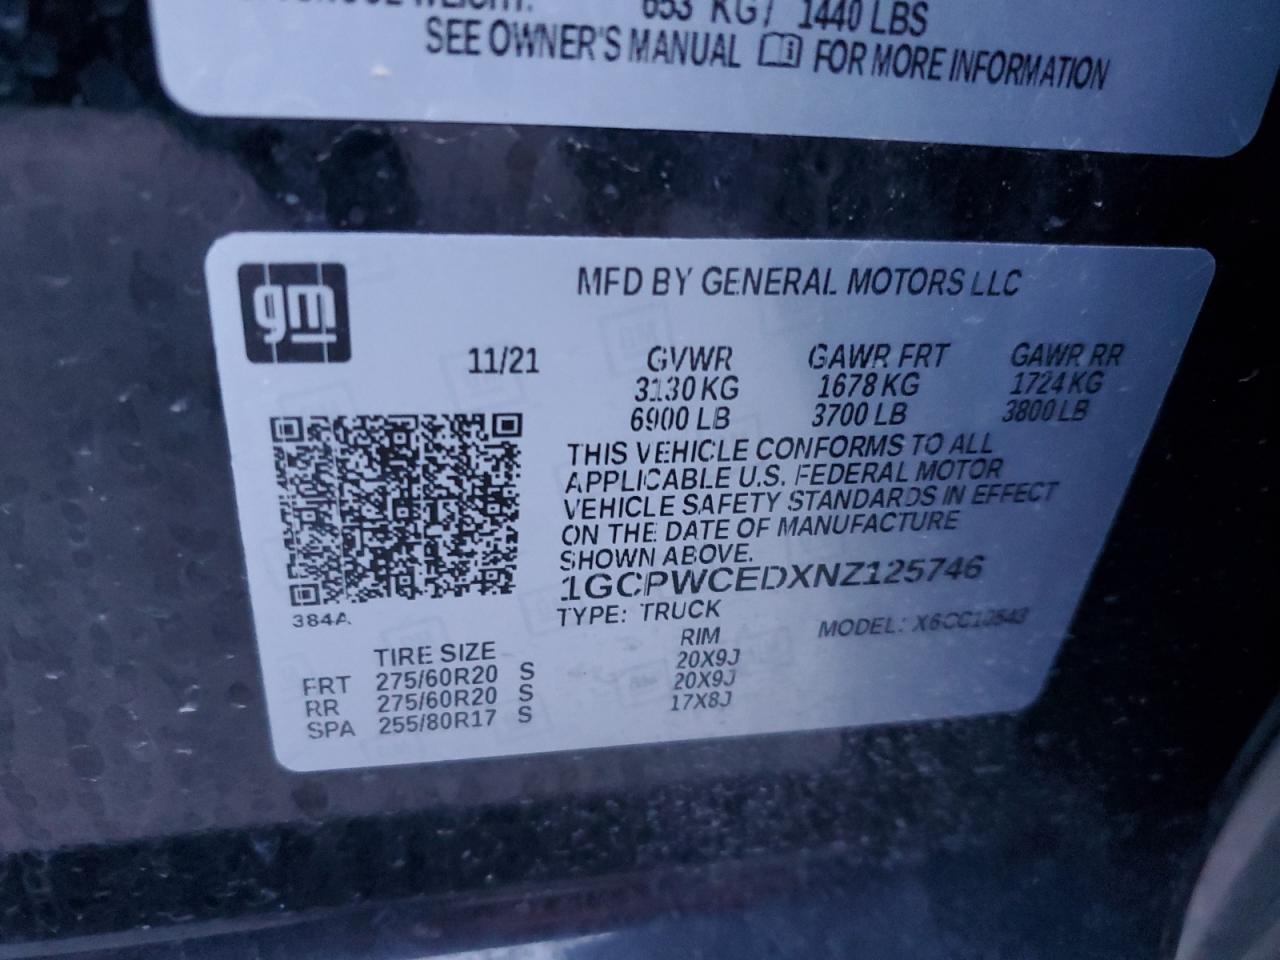 653 KG / 1440 LBS
SEE OWNER'S MANUAL FOR MORE INFORMATION
gm
MFD BY GENERAL MOTORS LLC
11/21 GVWR GAWR FRT GAWR RR
3130 KG 1678 KG 1724 KG
6900 LB 3700 LB 3800 LB
THIS VEHICLE CONFORMS TO ALL
APPLICABLE U.S. FEDERAL MOTOR
VEHICLE SAFETY STANDARDS IN EFFECT
ON THE DATE OF MANUFACTURE
SHOWN ABOVE.
1GCPWCEDXNZ125746
384A
TYPE: TRUCK
MODEL:
TIRE SIZE RIM
FRT 275/60R20 S 20X9J
RR 275/60R20 S 20X9J
SPA 255/80R17 S 17X8J